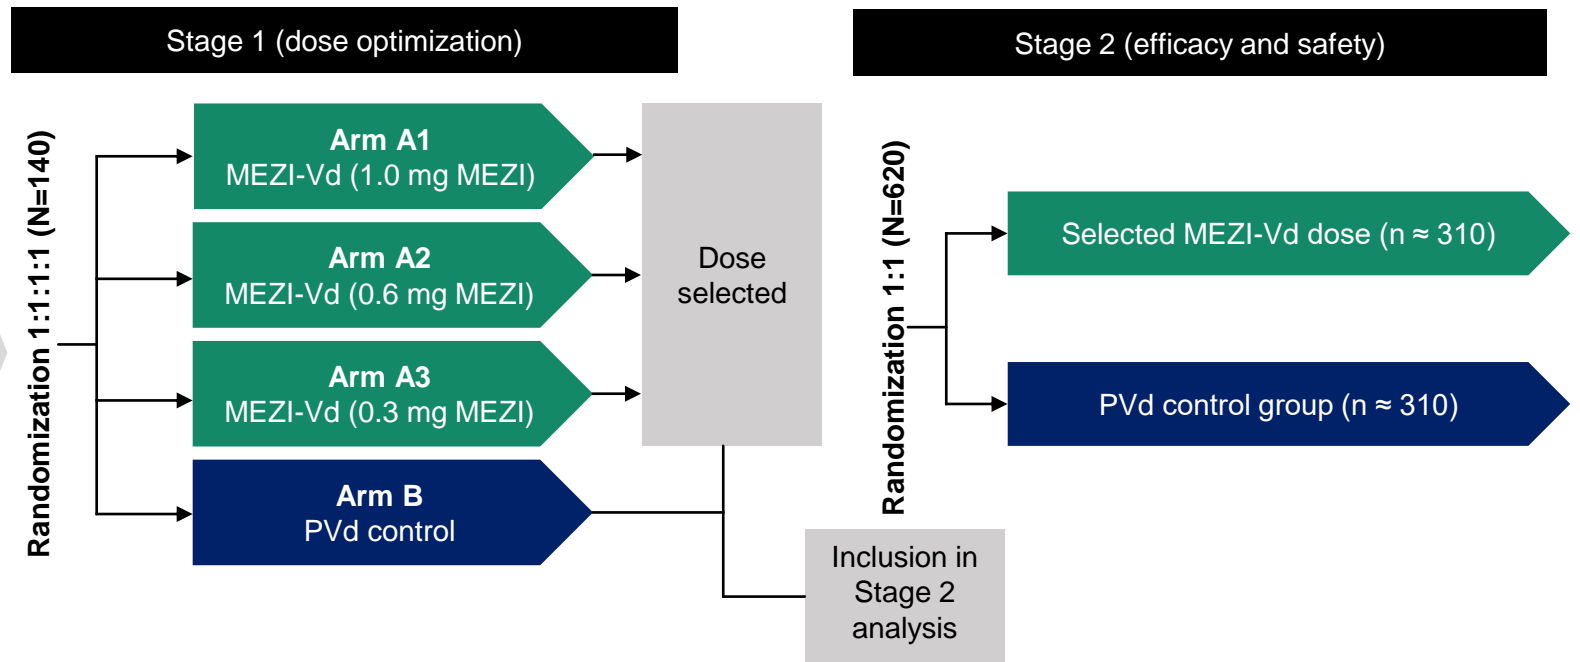 Stage 1 (dose optimization)
Randomization 1:1:1:1 (N=140)
Arm A1
MEZI-Vd (1.0 mg MEZI)
Arm A2
MEZI-Vd (0.6 mg MEZI)
Arm A3
MEZI-Vd (0.3 mg MEZI)
Arm B
PVd control
Dose
selected
Inclusion in
Stage 2
analysis
Stage 2 (efficacy and safety)
Randomization 1:1 (N=620)
Selected MEZI-Vd dose (n ≈ 310)
PVd control group (n ≈ 310)